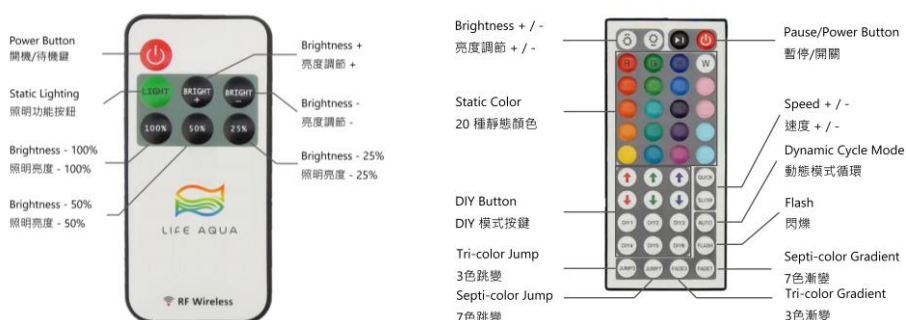 Power Button
開機/待機鍵
Static Lighting
照明功能按鈕
Brightness - 100%
照明亮度 - 100%
Brightness - 50%
照明亮度 - 50%
LIGHT
BRIGHT
+
BRIGHT
−
100%
50%
25%
LIFE AQUA
RF Wireless
Brightness +
亮度調節 +
Brightness -
亮度調節 -
Brightness - 25%
照明亮度 - 25%
Brightness + / -
亮度調節 + / -
Static Color
20 種靜態顏色
DIY Button
DIY 模式按鍵
Tri-color Jump
3色跳變
Septi-color Jump
7色跳變
R
W
QUICK
SLOW
DIY1
DIY2
DIY3
AUTO
DIY4
DIY5
DIY6
FLASH
JUMP3
JUMP7
FADE3
FADE7
Pause/Power Button
暫停/開關
Speed + / -
速度 + / -
Dynamic Cycle Mode
動態模式循環
Flash
閃爍
Septi-color Gradient
7色漸變
Tri-color Gradient
3色漸變